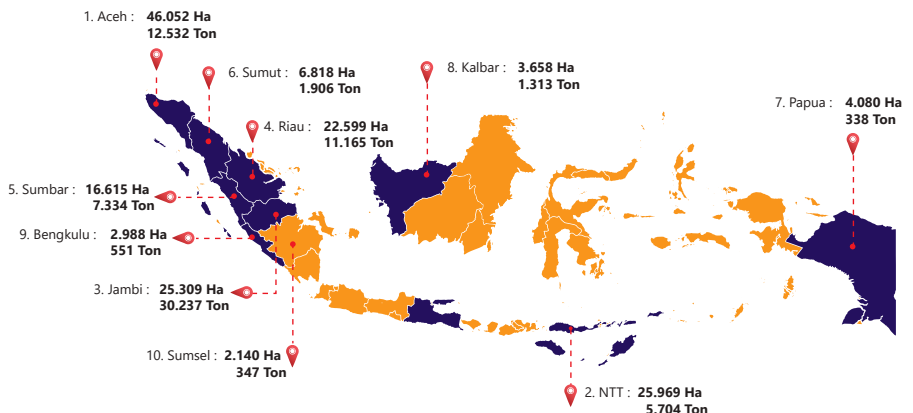 1. Aceh : 46.052 Ha
12.532 Ton
6. Sumut : 6.818 Ha
1.906 Ton
8. Kalbar : 3.658 Ha
1.313 Ton
7. Papua : 4.080 Ha
338 Ton
4. Riau : 22.599 Ha
11.165 Ton
5. Sumbar : 16.615 Ha
7.334 Ton
9. Bengkulu : 2.988 Ha
551 Ton
3. Jambi : 25.309 Ha
30.237 Ton
10. Sumsel : 2.140 Ha
347 Ton
2. NTT : 25.969 Ha
5.704 Ton